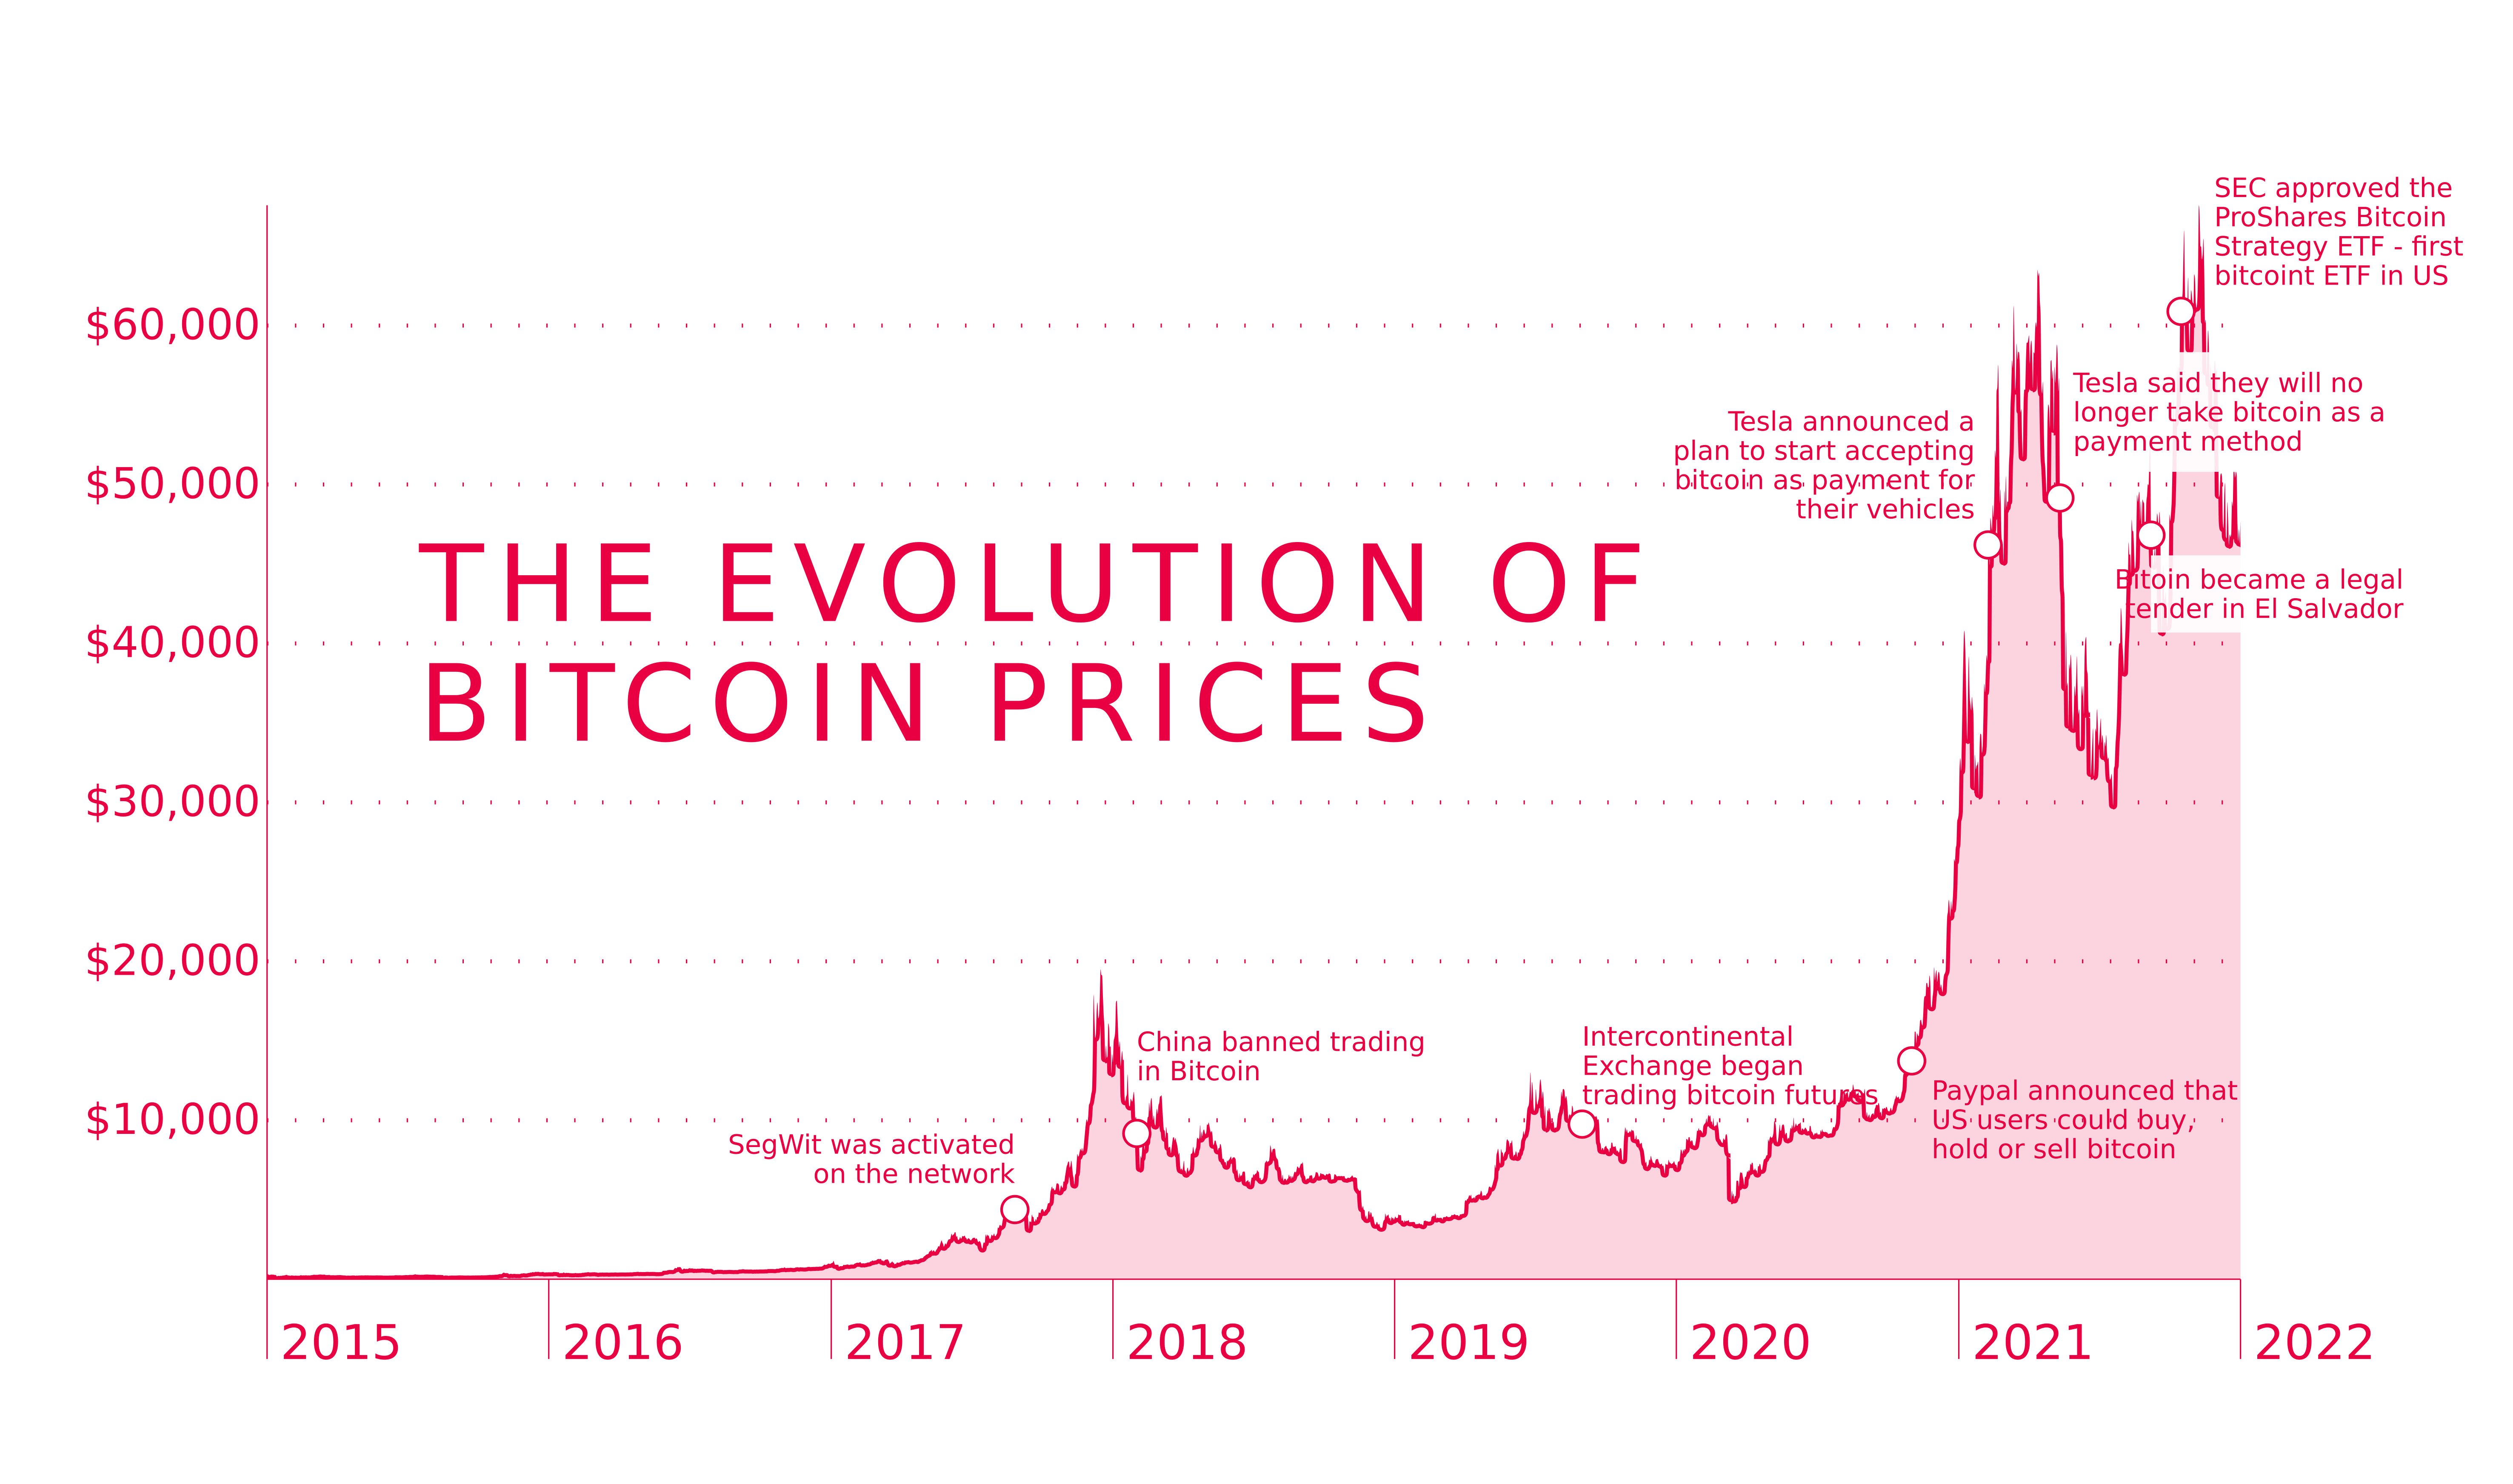 SEC approved the
ProShares Bitcoin
Strategy ETF - first
bitcoint ETF in US
$60,000
Tesla said they will no
longer take bitcoin as a
payment method
Tesla announced a
plan to start accepting
bitcoin as payment for
their vehicles
$50,000
THE EVOLUTION OF
BITCOIN PRICES
Bitoin became a legal
tender in El Salvador
$40,000
$30,000
$20,000
China banned trading
in Bitcoin
Intercontinental
Exchange began
trading bitcoin futures
Paypal announced that
US users could buy,
hold or sell bitcoin
$10,000
SegWit was activated
on the network
2015 2016 2017 2018 2019 2020 2021 2022